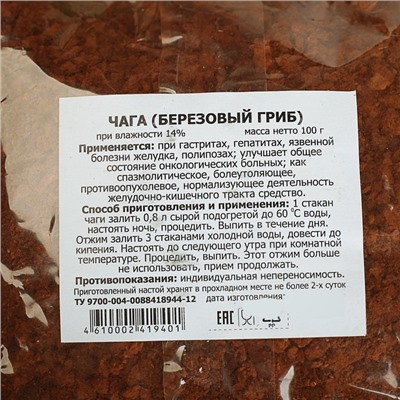 ЧАГА (БЕРЕЗОВЫЙ ГРИБ)
при влажности 14% масса нетто 100 г
Применяется: при гастритах, гепатитах, язвенной
болезни желудка, полипозах; улучшает общее
состояние онкологических больных; как
спазмолитическое, болеутоляющее,
противоопухолевое, нормализующее деятельность
желудочно-кишечного тракта средство.
Способ приготовления и применения: 1 стакан
чаги залить 0,8 л сырой подогретой до 60 °С воды,
настоять ночь, процедить. Выпить в течение дня.
Отжим залить 3 стаканами холодной воды, довести до
кипения. Настоять до следующего утра при комнатной
температуре. Процедить, выпить. Этот отжим больше
не использовать, прием продолжать.
Противопоказания: индивидуальная непереносимость.
Приготовленный настой хранят в прохладном месте не более 2-х суток
ТУ 9700-004-0088418944-12 дата изготовления:
4610002419401 EAC